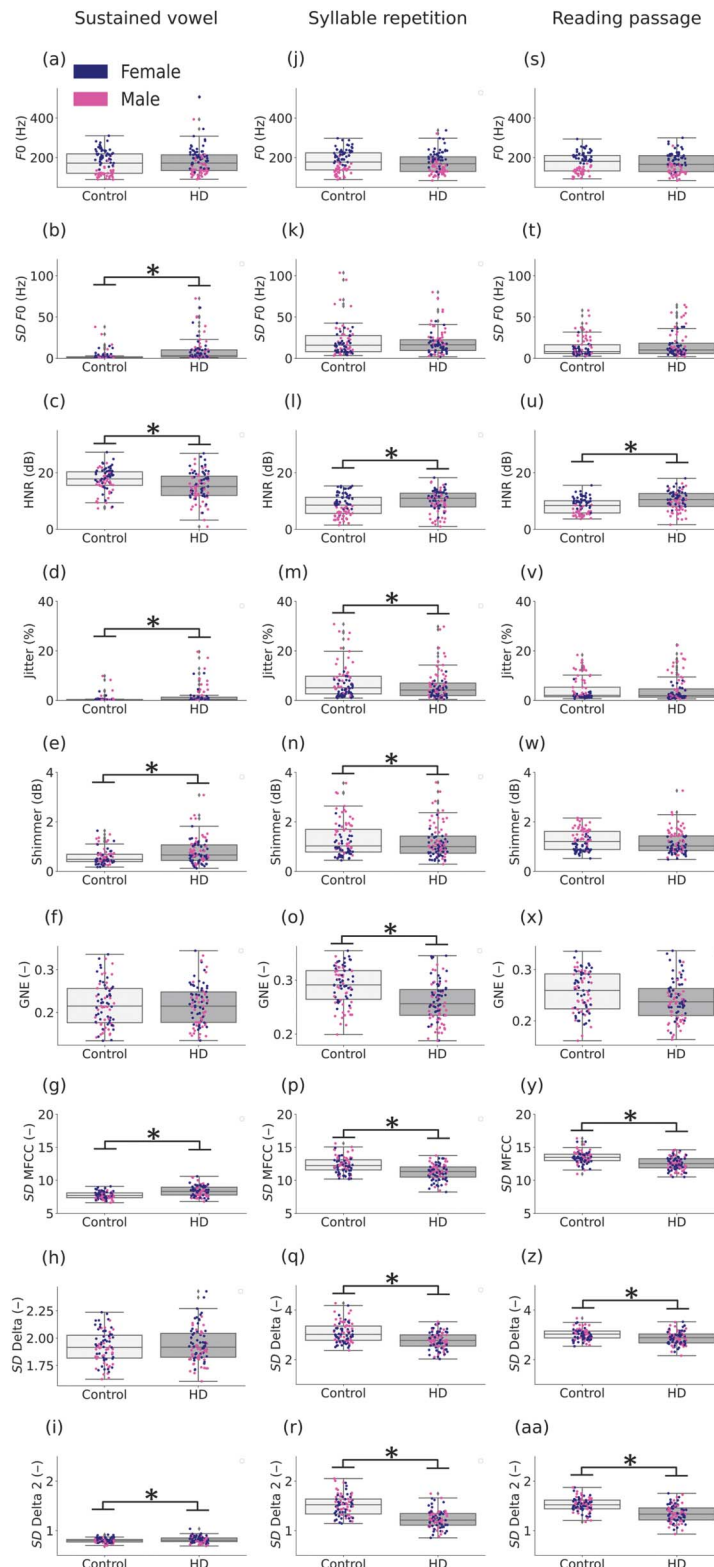 Sustained vowel Syllable repetition Reading passage
(a) (j) (s)
Female
Male
400 400 400
200 200 200
F0 (Hz) F0 (Hz) F0 (Hz)
Control HD Control HD Control HD
(b) (k) (t)
100 100 100
50 50 50
0 0 0
SD F0 (Hz) SD F0 (Hz) SD F0 (Hz)
*
Control HD Control HD Control HD
(c) (l) (u)
* * *
20 20 20
0 0 0
HNR (dB) HNR (dB) HNR (dB)
Control HD Control HD Control HD
(d) (m) (v)
40 40 40
* *
20 20 20
0 0 0
Jitter (%) Jitter (%) Jitter (%)
Control HD Control HD Control HD
(e) (n) (w)
4 4 4
* *
2 2 2
0 0 0
Shimmer (dB) Shimmer (dB) Shimmer (dB)
Control HD Control HD Control HD
(f) (o) (x)
*
0.3 0.3 0.3
0.2 0.2 0.2
GNE (−) GNE (−) GNE (−)
Control HD Control HD Control HD
(g) (p) (y)
20 20 20
* * *
15 15 15
10 10 10
5 5 5
SD MFCC (−) SD MFCC (−) SD MFCC
Control HD Control HD Control HD
(h) (q) (z)
* *
2.25 4 4
2.00
1.75 2 2
SD Delta (−) SD Delta (−) SD Delta (−)
Control HD Control HD Control HD
(i) (r) (aa)
* * *
2 2 2
1 1 1
SD Delta 2 (−) SD Delta 2 (−) SD Delta 2 (−)
Control HD Control HD Control HD